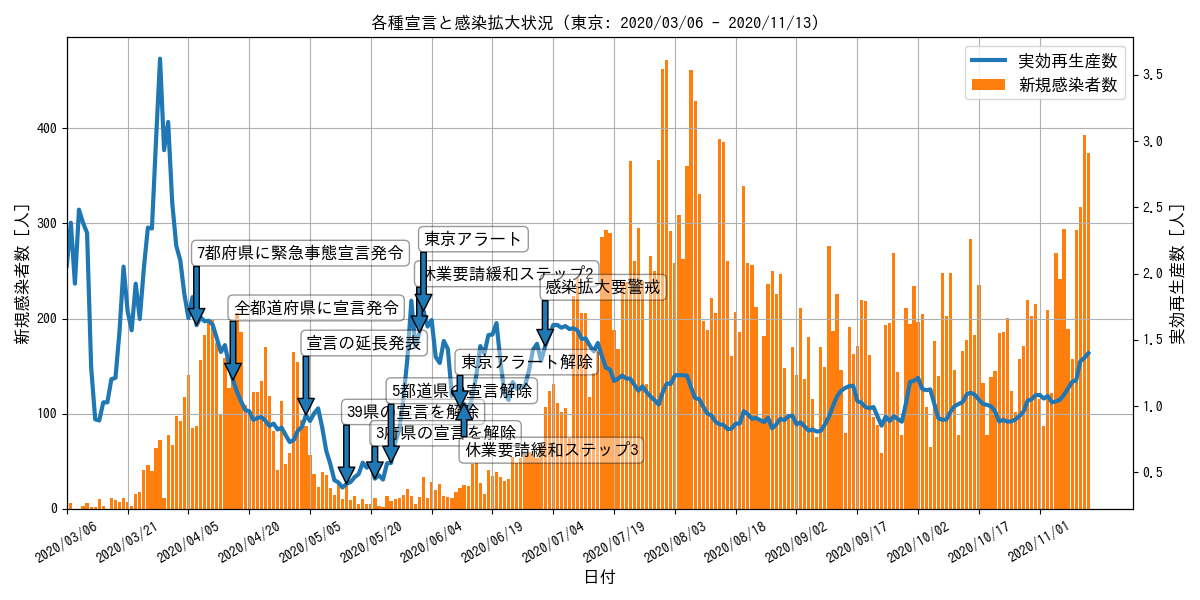 各種宣言と感染拡大状況 (東京: 2020/03/06 - 2020/11/13)
実効再生産数
新規感染者数
新規感染者数 [人]
400
300
200
100
0
3.5
3.0
2.5
2.0
1.5
1.0
0.5
実効再生産数 [人]
7都府県に緊急事態宣言発令
東京アラート
休業要請緩和ステップ2
感染拡大要警戒
全都道府県に宣言発令
宣言の延長発表
東京アラート解除
5都道県の宣言解除
39県の宣言を解除
3府県の宣言を解除
休業要請緩和ステップ3
2020/03/06
2020/03/21
2020/04/05
2020/04/20
2020/05/05
2020/05/20
2020/06/04
2020/06/19
2020/07/04
2020/07/19
2020/08/03
2020/08/18
2020/09/02
2020/09/17
2020/10/02
2020/10/17
2020/11/01
日付